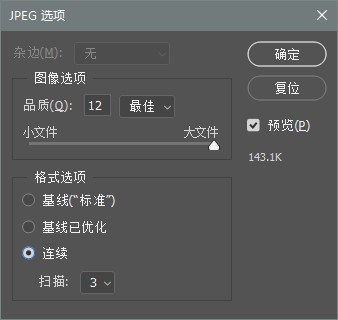 JPEG 选项
杂边(M): 无
确定
图像选项
复位
品质(Q): 12 最佳
预览(P)
小文件 大文件
143.1K
格式选项
基线(“标准”)
基线已优化
连续
扫描: 3